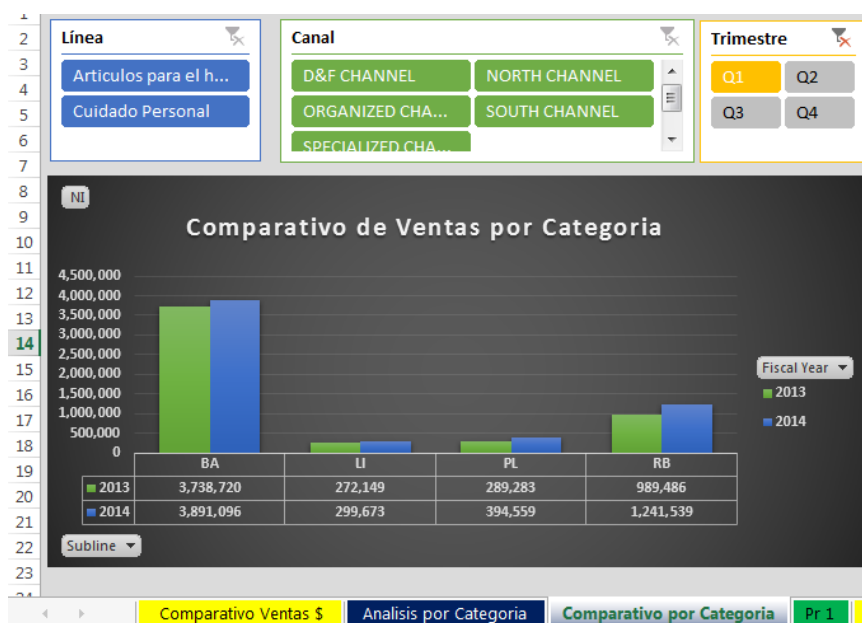 1
2
3
4
5
6
7
8
9
10
11
12
13
14
15
16
17
18
19
20
21
22
23
24
Línea
Articulos para el h...
Cuidado Personal
Canal
D&F CHANNEL NORTH CHANNEL
ORGANIZED CHA... SOUTH CHANNEL
SPECIALIZED CHA...
Trimestre
Q1 Q2
Q3 Q4
NI
Comparativo de Ventas por Categoria
4,500,000
4,000,000
3,500,000
3,000,000
2,500,000
2,000,000
1,500,000
1,000,000
500,000
0
BA LI PL RB
2013 3,738,720 272,149 289,283 989,486
2014 3,891,096 299,673 394,559 1,241,539
Fiscal Year
2013
2014
Subline
Comparativo Ventas $ Analisis por Categoria Comparativo por Categoria Pr 1